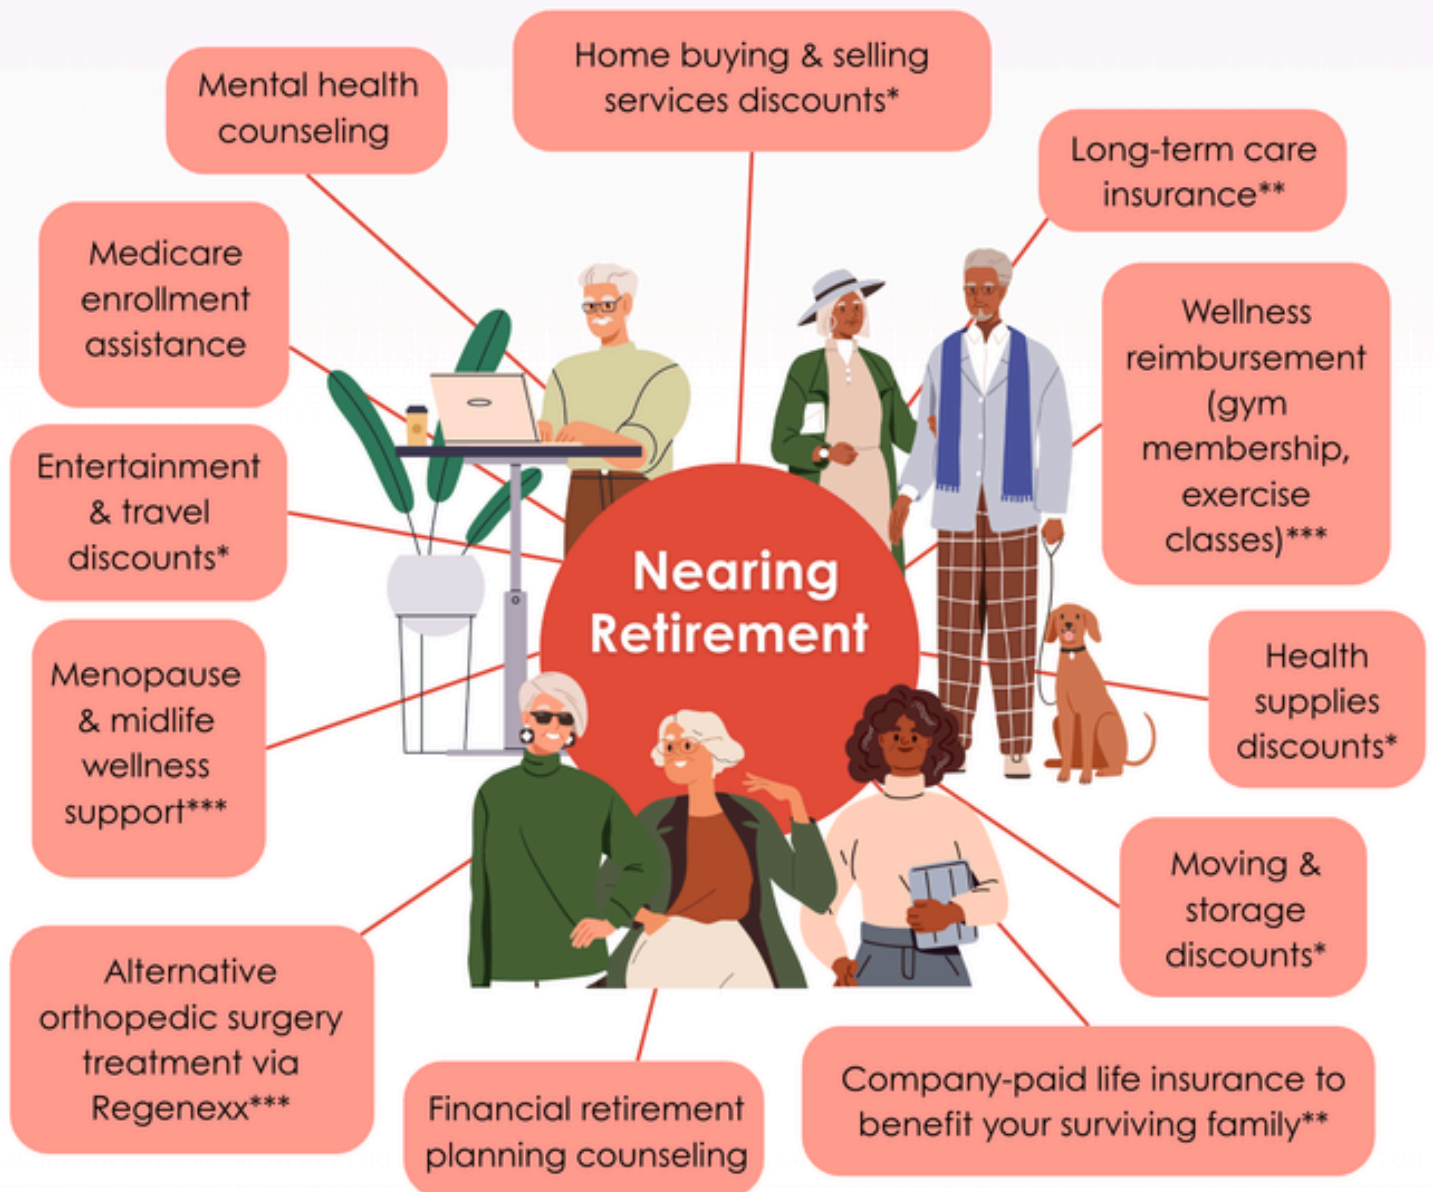 Home buying & selling
services discounts*
Mental health
counseling
Long-term care
insurance**
Medicare
enrollment
assistance
Wellness
reimbursement
(gym
membership,
exercise
classes)***
Entertainment
& travel
discounts*
Nearing
Retirement
Menopause
& midlife
wellness
support***
Health
supplies
discounts*
Moving &
storage
discounts*
Alternative
orthopedic surgery
treatment via
Regenexx***
Financial retirement
planning counseling
Company-paid life insurance to
benefit your surviving family**